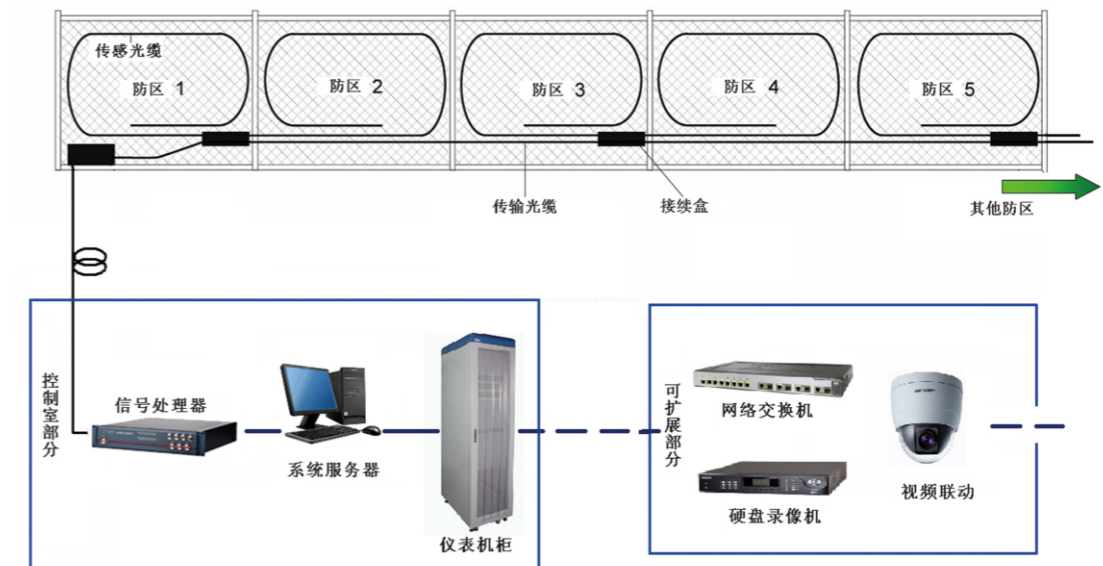 传感光缆
防区 1
防区 2
防区 3
防区 4
防区 5
传输光缆
接续盒
其他防区
控制室部分
信号处理器
系统服务器
仪表机柜
可扩展部分
网络交换机
硬盘录像机
视频联动